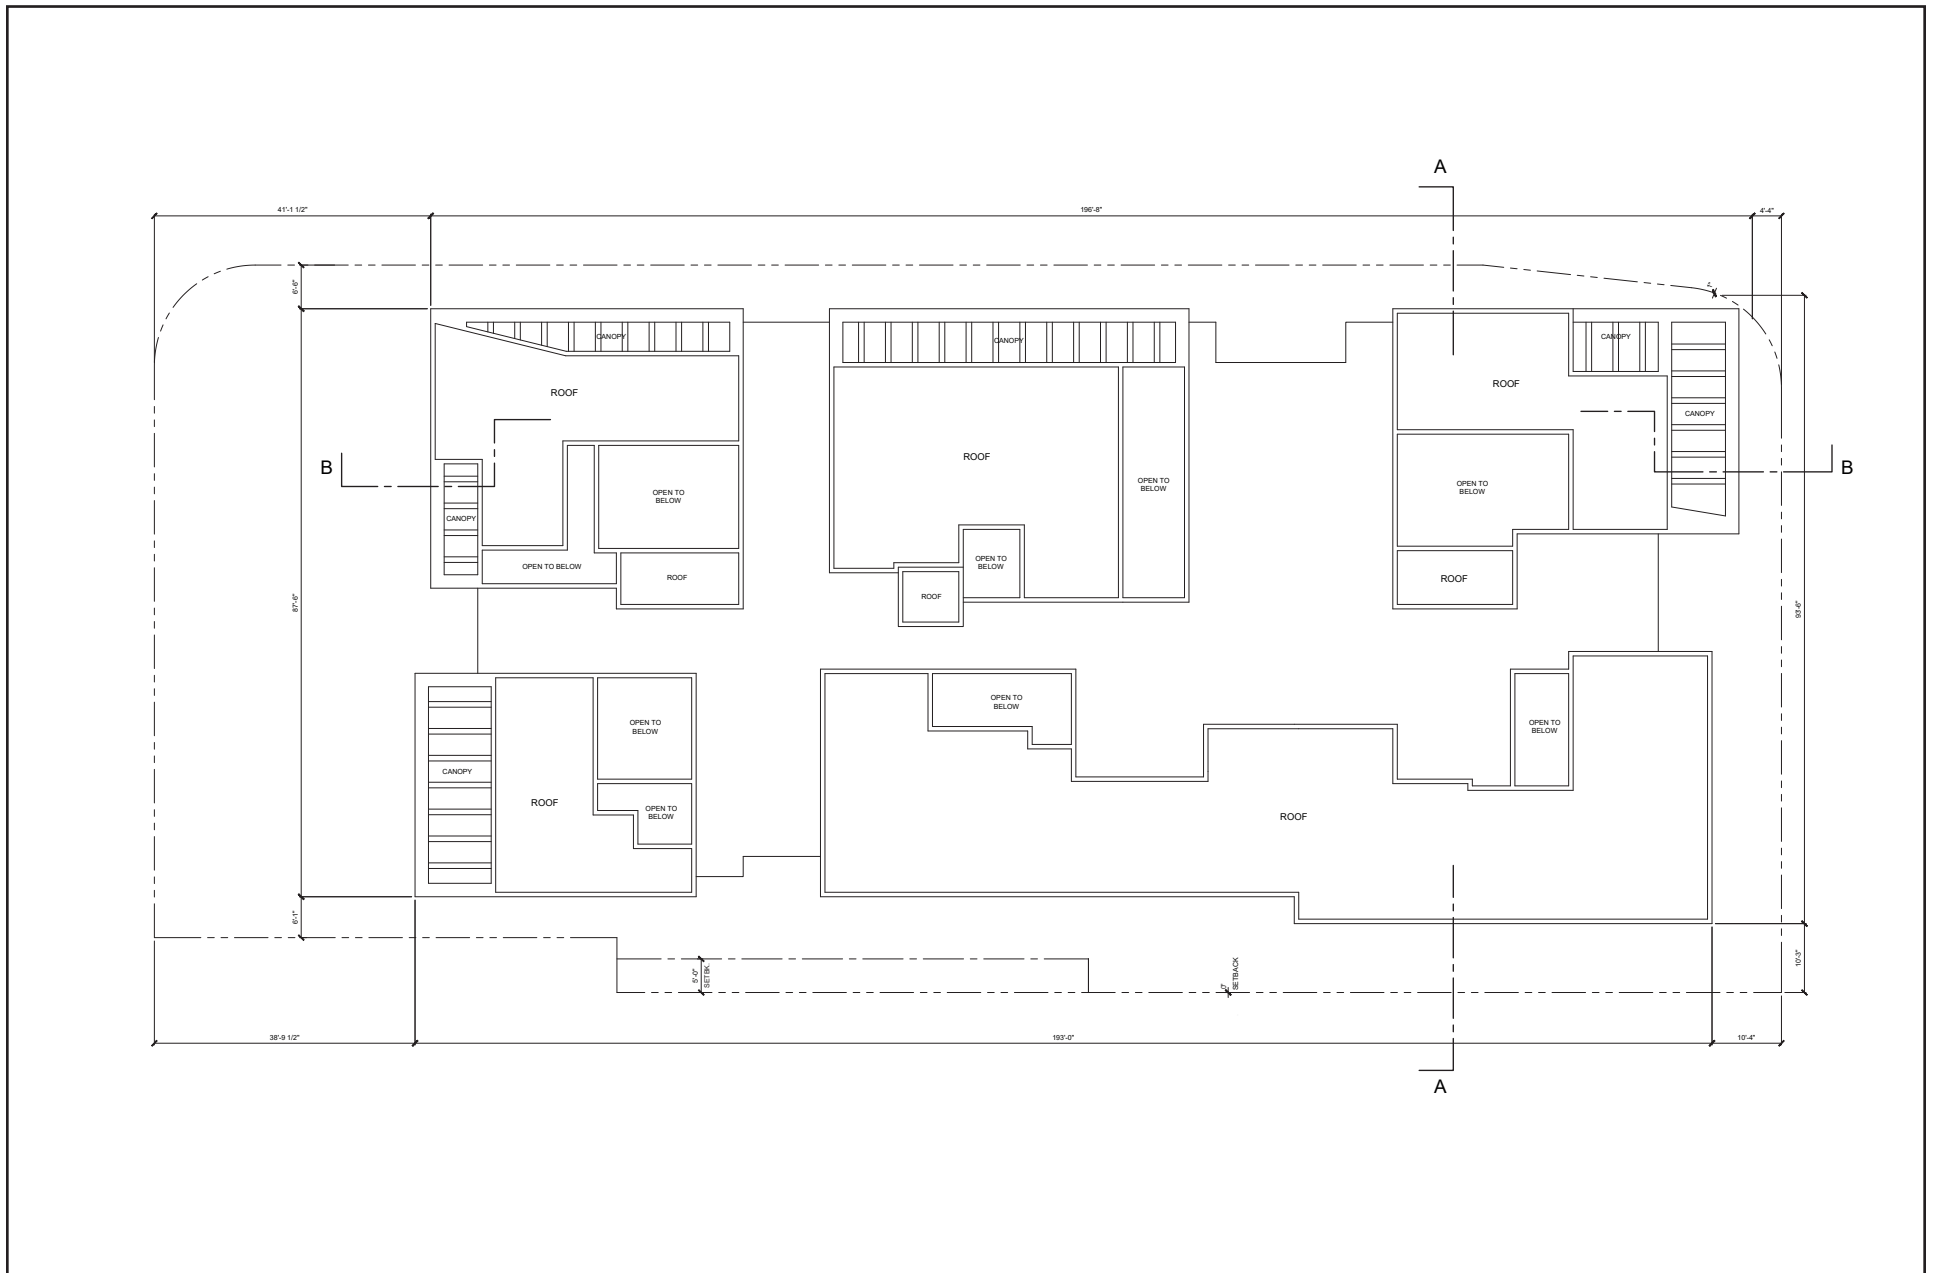 A
41'-1 1/2"
196'-8"
4'-4"
6'-6"
CANOPY
CANOPY
CANOPY
ROOF
ROOF
CANOPY
ROOF
B
B
OPEN TO
BELOW
OPEN TO
BELOW
OPEN TO
BELOW
CANOPY
OPEN TO BELOW
ROOF
OPEN TO
BELOW
ROOF
ROOF
87'-6"
93'-6"
OPEN TO
BELOW
OPEN TO
BELOW
OPEN TO
BELOW
CANOPY
ROOF
OPEN TO
BELOW
ROOF
6'-1"
5'-0"
SETBK.
SETBACK
10'-3"
38'-9 1/2"
193'-0"
10'-4"
A